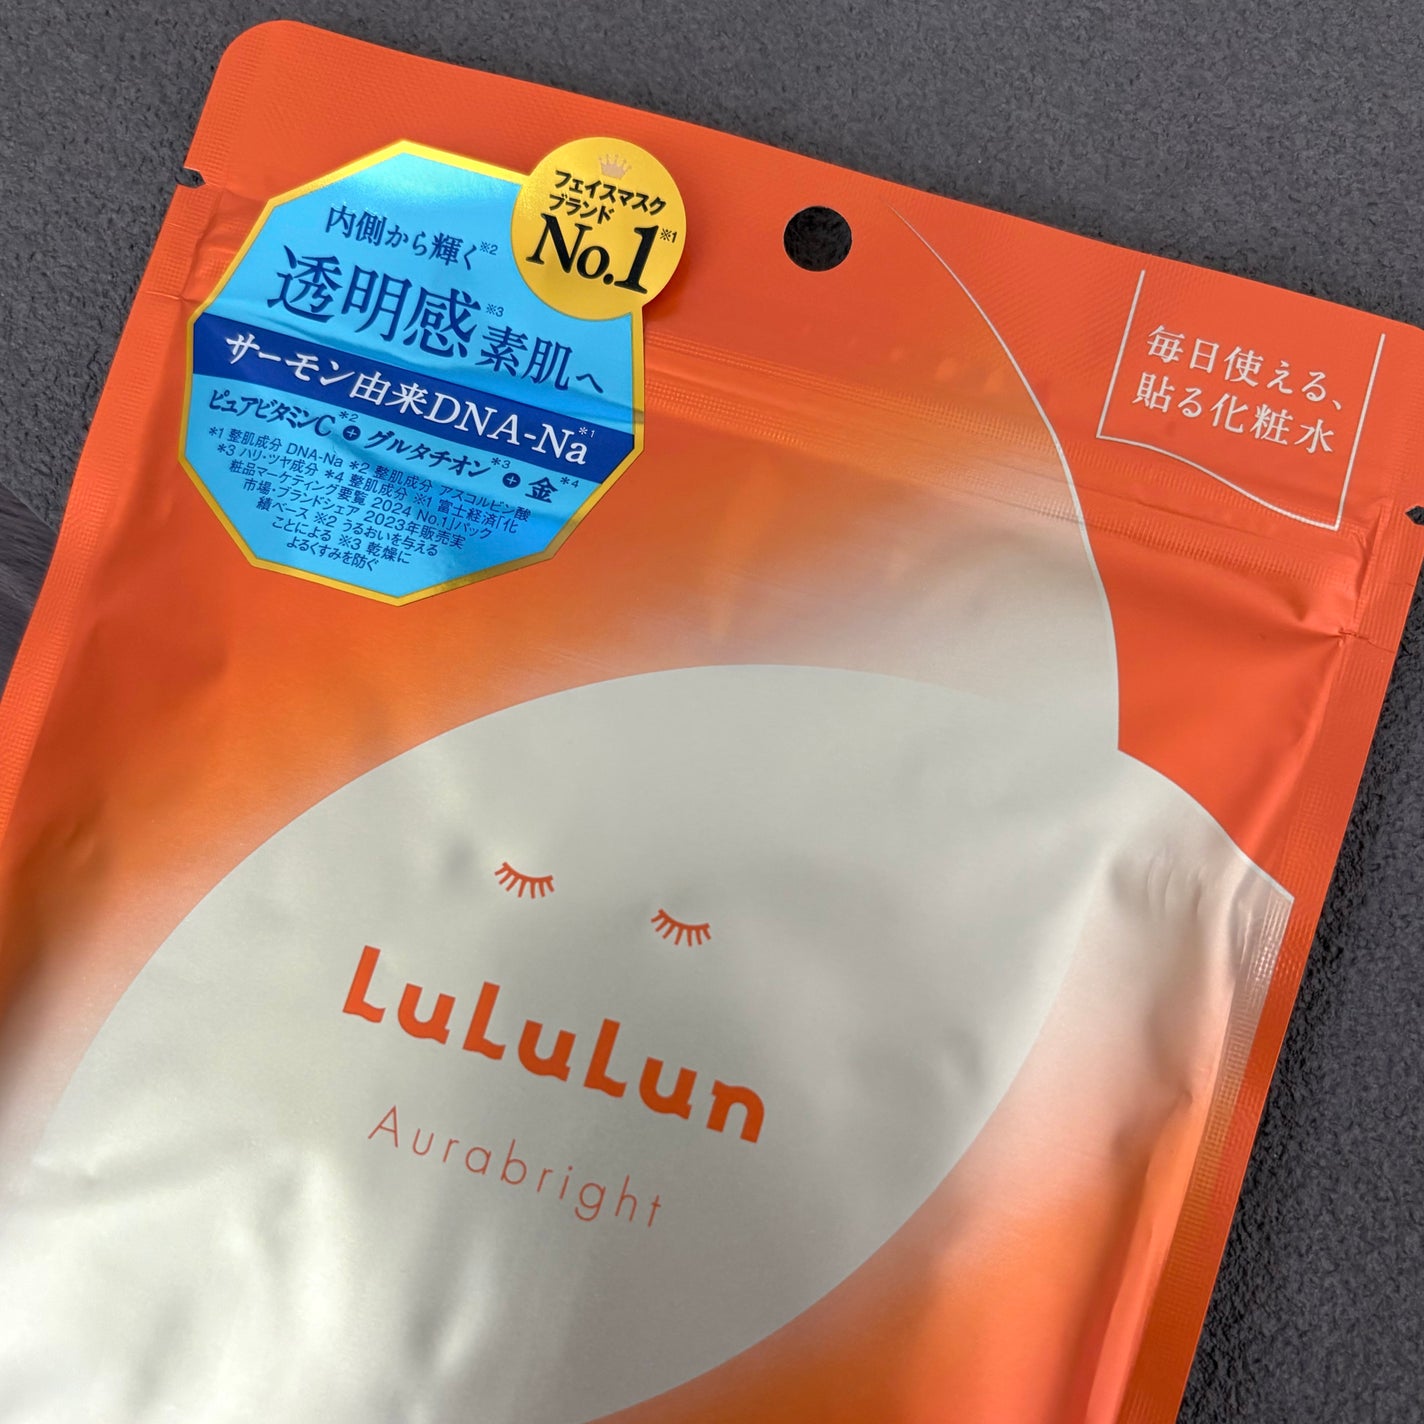 フェイスマスク
ブランド
No.1※1
内側から輝く※2
透明感※3素肌へ
サーモン由来DNA-Na*1
ピュアビタミンC*2+グルタチオン*3+金*4
*1 整肌成分 DNA-Na *2 整肌成分 アスコルビン酸
*3 ハリ・ツヤ成分 *4 整肌成分 ※1 富士経済「化
粧品マーケティング要覧 2024 No.1」パック
市場・ブランドシェア 2023年販売実
績ベース ※2 うるおいを与える
ことによる ※3 乾燥に
よるくすみを防ぐ
毎日使える、
貼る化粧水
LuLuLun
Aurabright